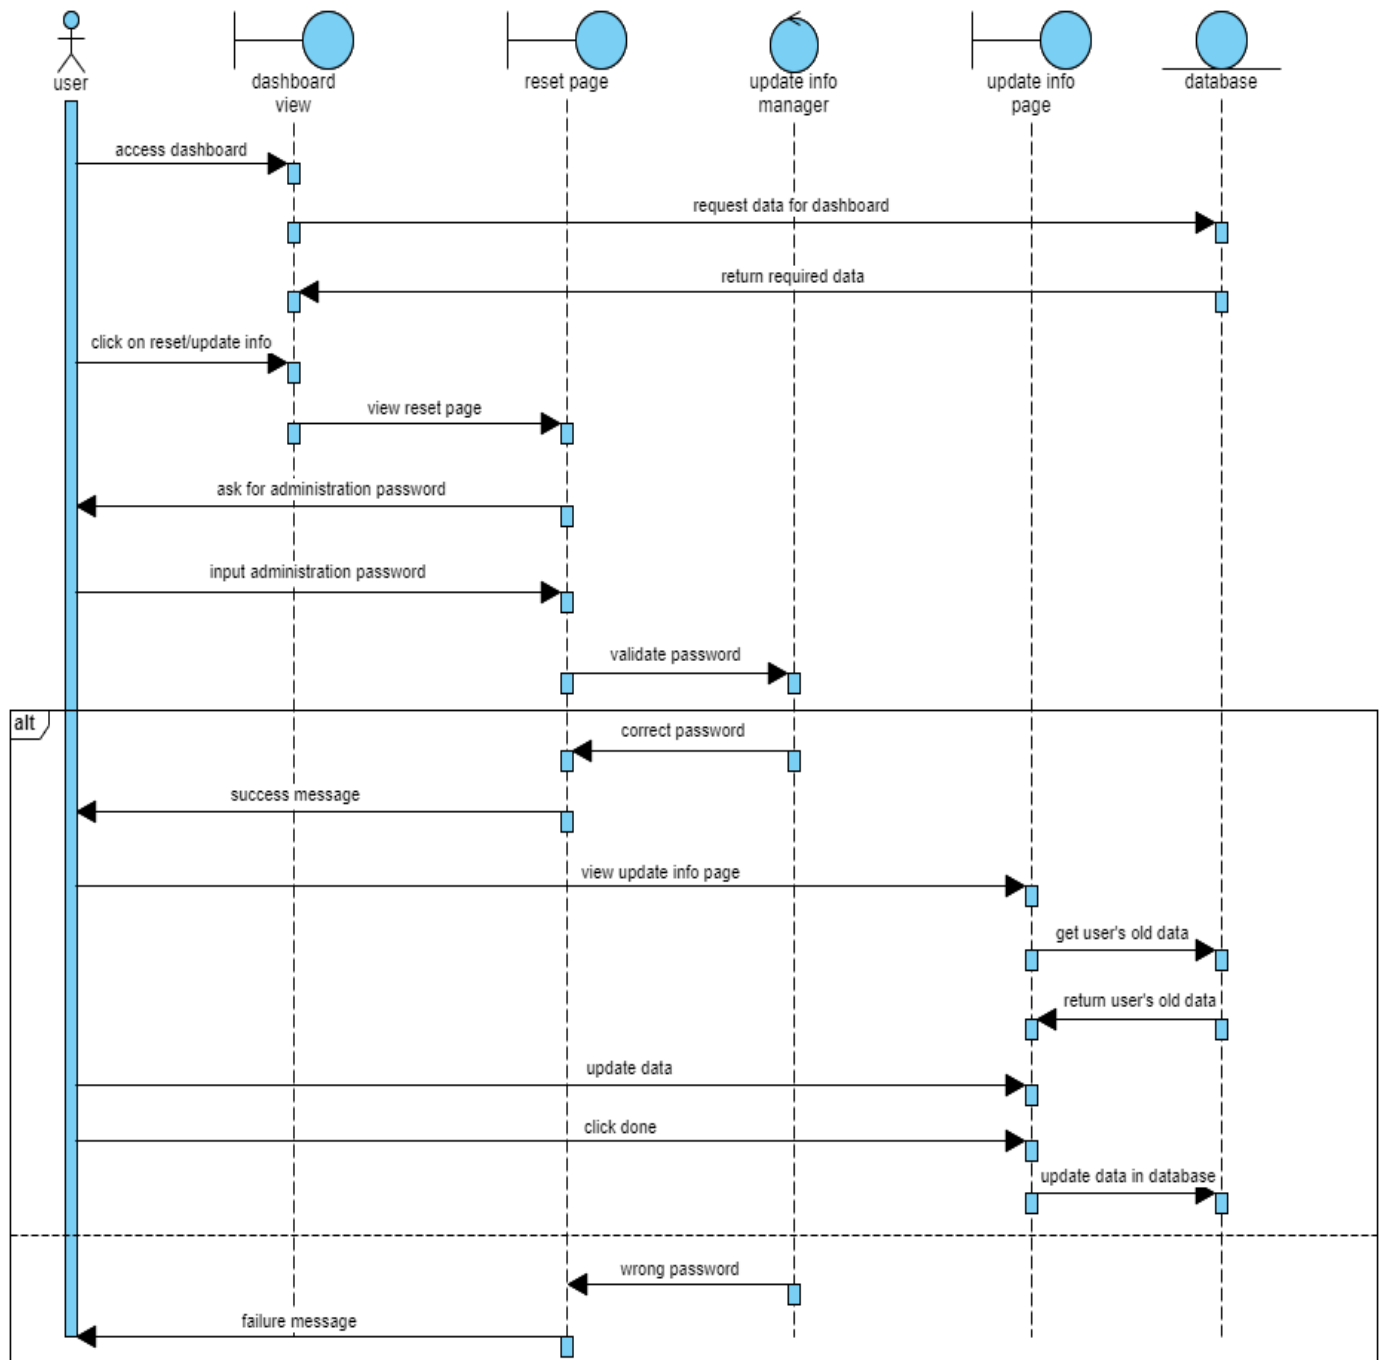 user
dashboard
view
reset page
update info
manager
update info
page
database
access dashboard
request data for dashboard
return required data
click on reset/update info
view reset page
ask for administration password
input administration password
validate password
alt
correct password
success message
view update info page
get user's old data
return user's old data
update data
click done
update data in database
wrong password
failure message